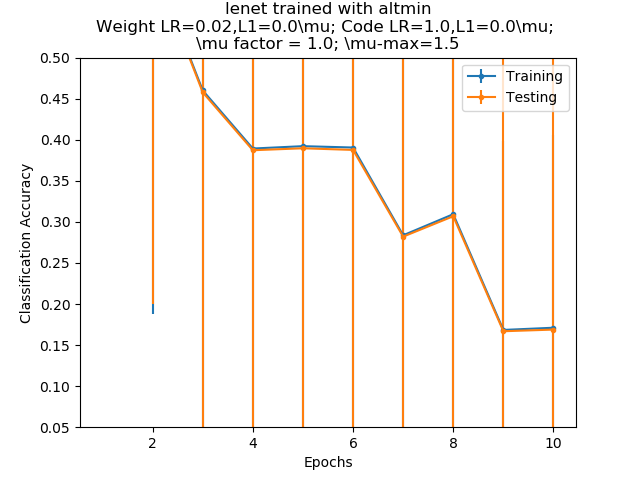 lenet trained with altmin
Weight LR=0.02,L1=0.0\mu; Code LR=1.0,L1=0.0\mu;
\mu factor = 1.0; \mu-max=1.5
Training
Testing
Classification Accuracy
0.50
0.45
0.40
0.35
0.30
0.25
0.20
0.15
0.10
0.05
2 4 6 8 10
Epochs